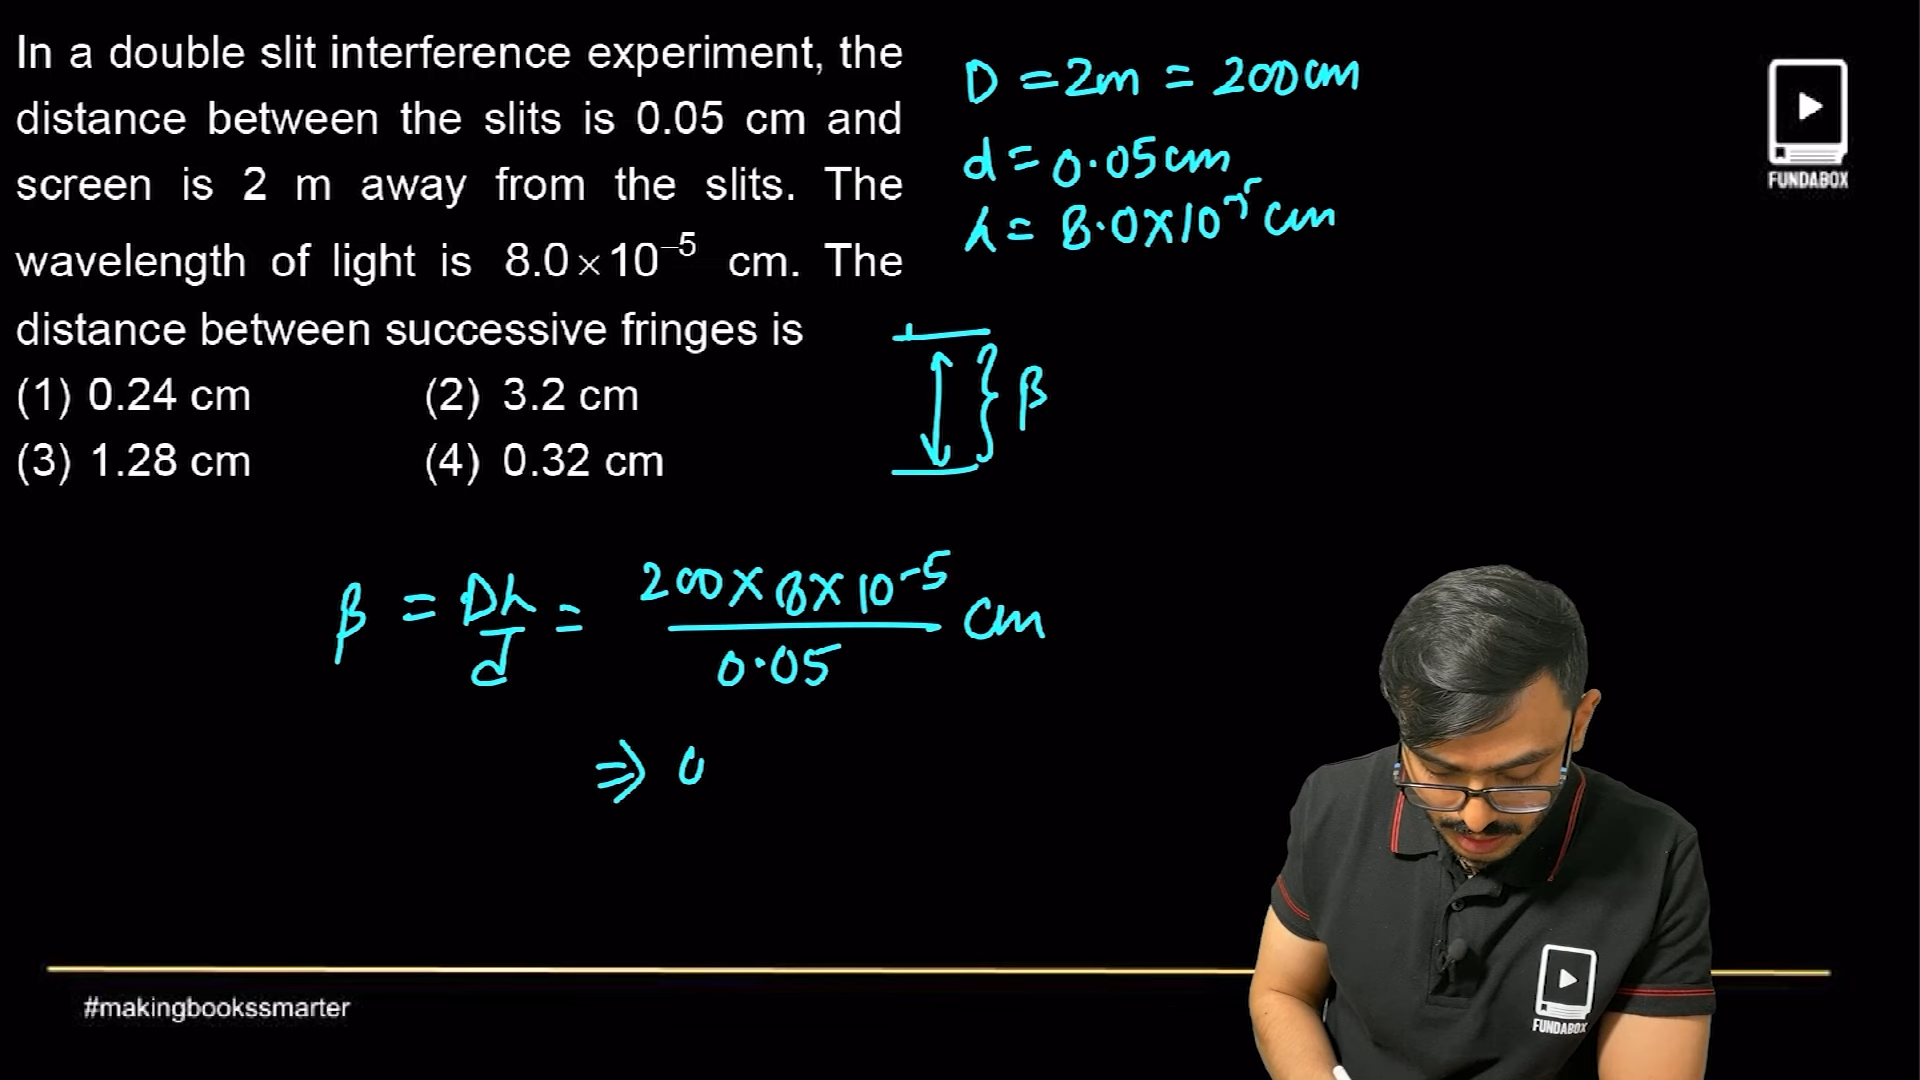 In a double slit interference experiment, the
distance between the slits is 0.05 cm and
screen is 2 m away from the slits. The
wavelength of light is 8.0×10⁻⁵ cm. The
distance between successive fringes is
(1) 0.24 cm (2) 3.2 cm
(3) 1.28 cm (4) 0.32 cm
D = 2m = 200cm
d = 0.05cm
λ = 8.0×10⁻⁵ cm
β
β = Dλ/d = 200×8×10⁻⁵/0.05 cm
⇒ 0
FUNDABOX
FUNDABOX
#makingbookssmarter